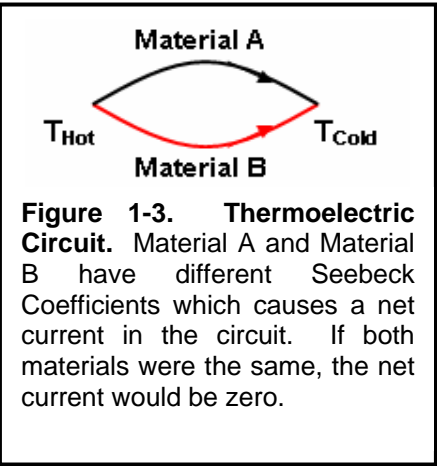 Material A
THot TCold
Material B
Figure 1-3. Thermoelectric
Circuit. Material A and Material
B have different Seebeck
Coefficients which causes a net
current in the circuit. If both
materials were the same, the net
current would be zero.